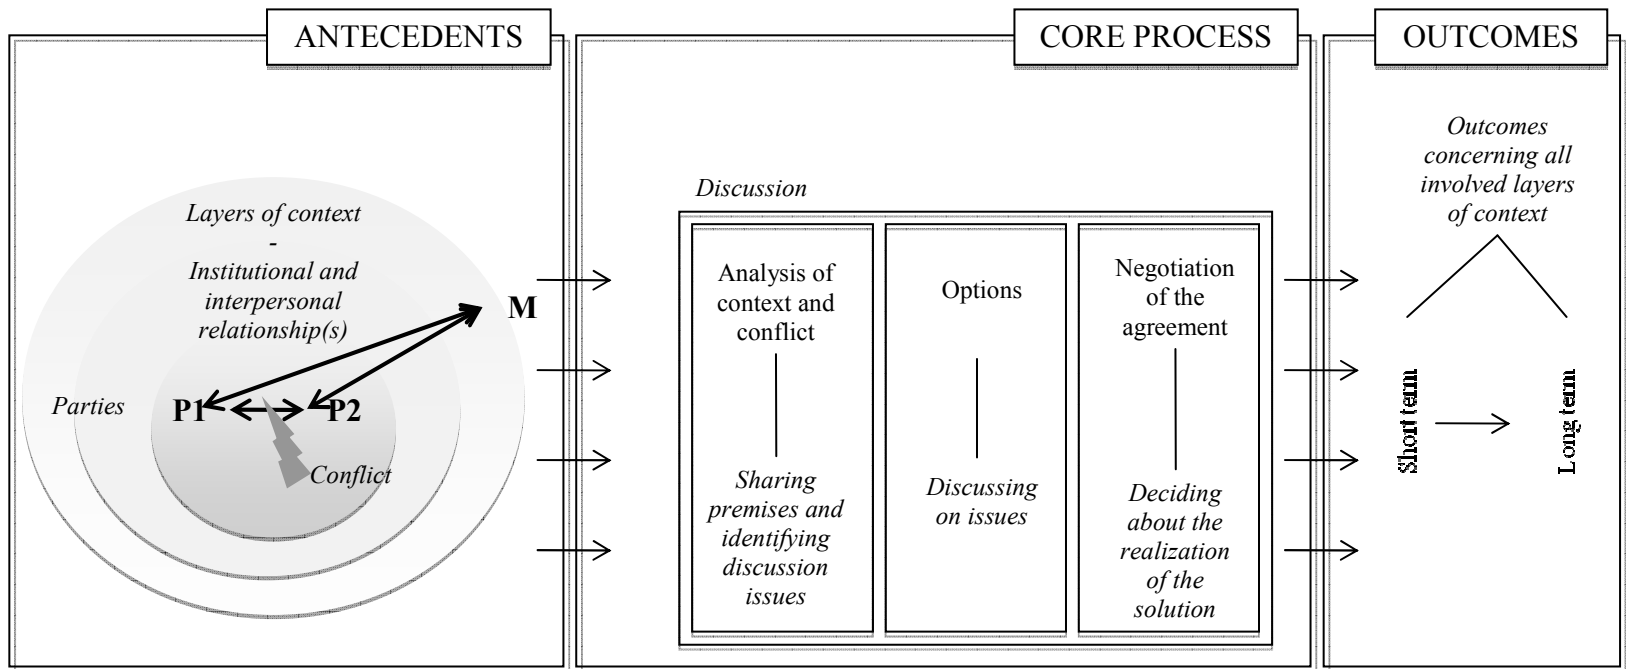 ANTECEDENTS
Layers of context
-
Institutional and
interpersonal
relationship(s)
M
Parties
P1
P2
Conflict
CORE PROCESS
Discussion
Analysis of
context and
conflict
Sharing
premises and
identifying
discussion
issues
Options
Discussing
on issues
Negotiation
of the
agreement
Deciding
about the
realization
of the
solution
OUTCOMES
Outcomes
concerning all
involved layers
of context
Short term
Long term